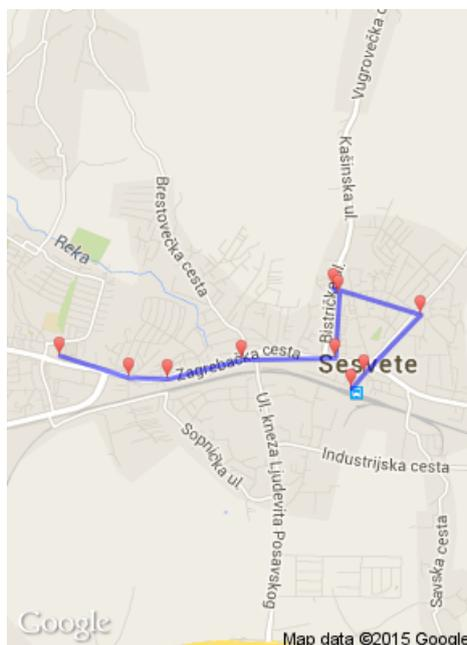 Vugrovečka c
Kašinska ul.
Brestovečka cesta
Reka
Bistrička ul.
Zagrebačka cesta
Sesvete
Sopnička ul.
Ul. kneza Ljudevita Posavskog
Industrijska cesta
Savska cesta
Google
Map data ©2015 Google